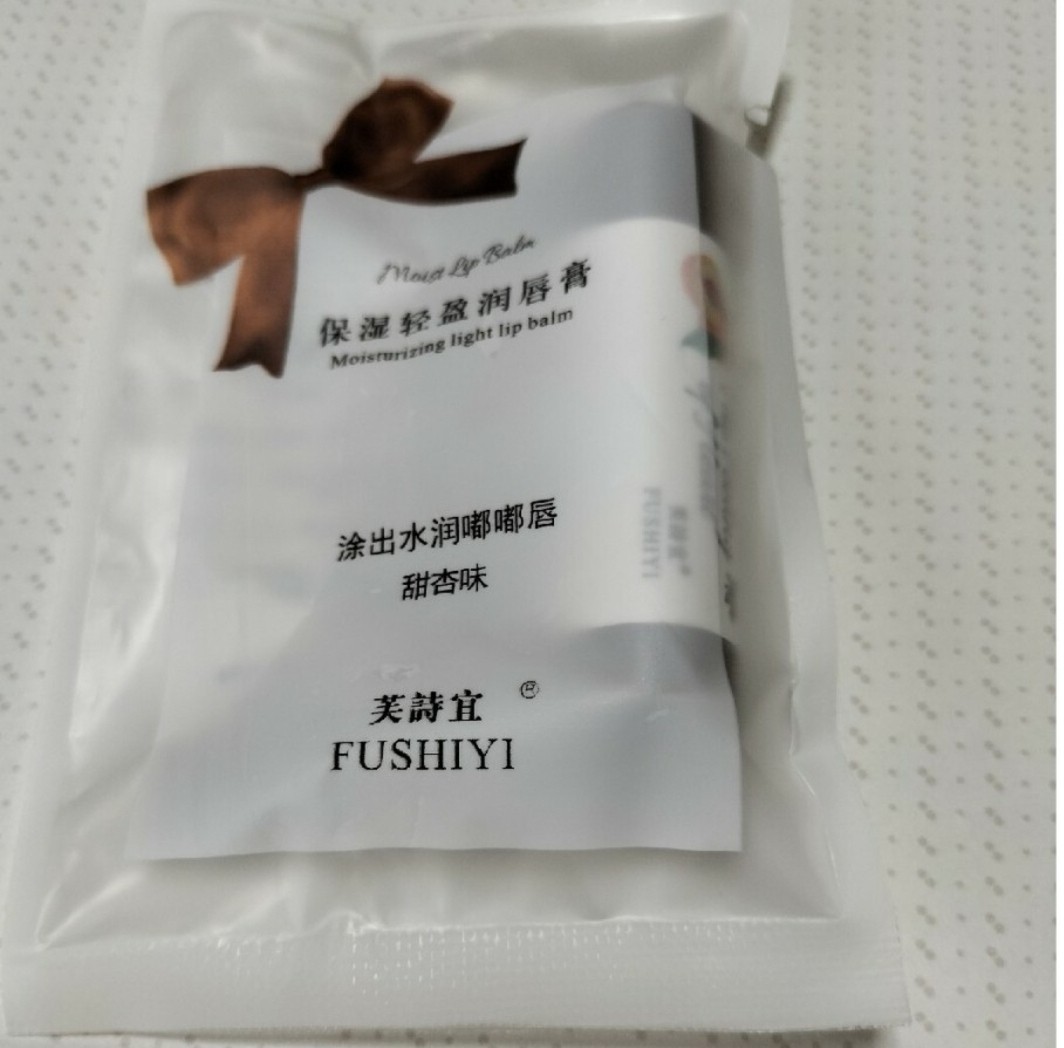 Moist Lip Balm
保湿轻盈润唇膏
Moisturizing light lip balm
涂出水润嘟嘟唇
甜杏味
芙詩宜 ®
FUSHIYI
FUSHIYI